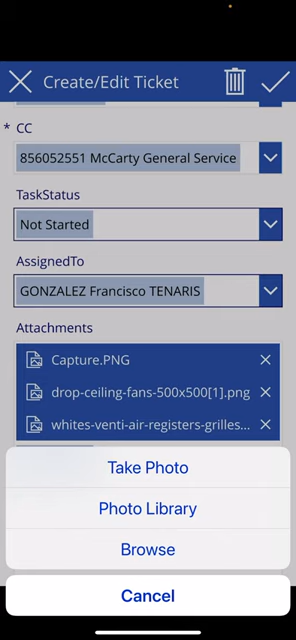 Create/Edit Ticket
* CC
856052551 McCarty General Service
TaskStatus
Not Started
AssignedTo
GONZALEZ Francisco TENARIS
Attachments
Capture.PNG
drop-ceiling-fans-500x500[1].png
whites-venti-air-registers-grilles...
Take Photo
Photo Library
Browse
Cancel